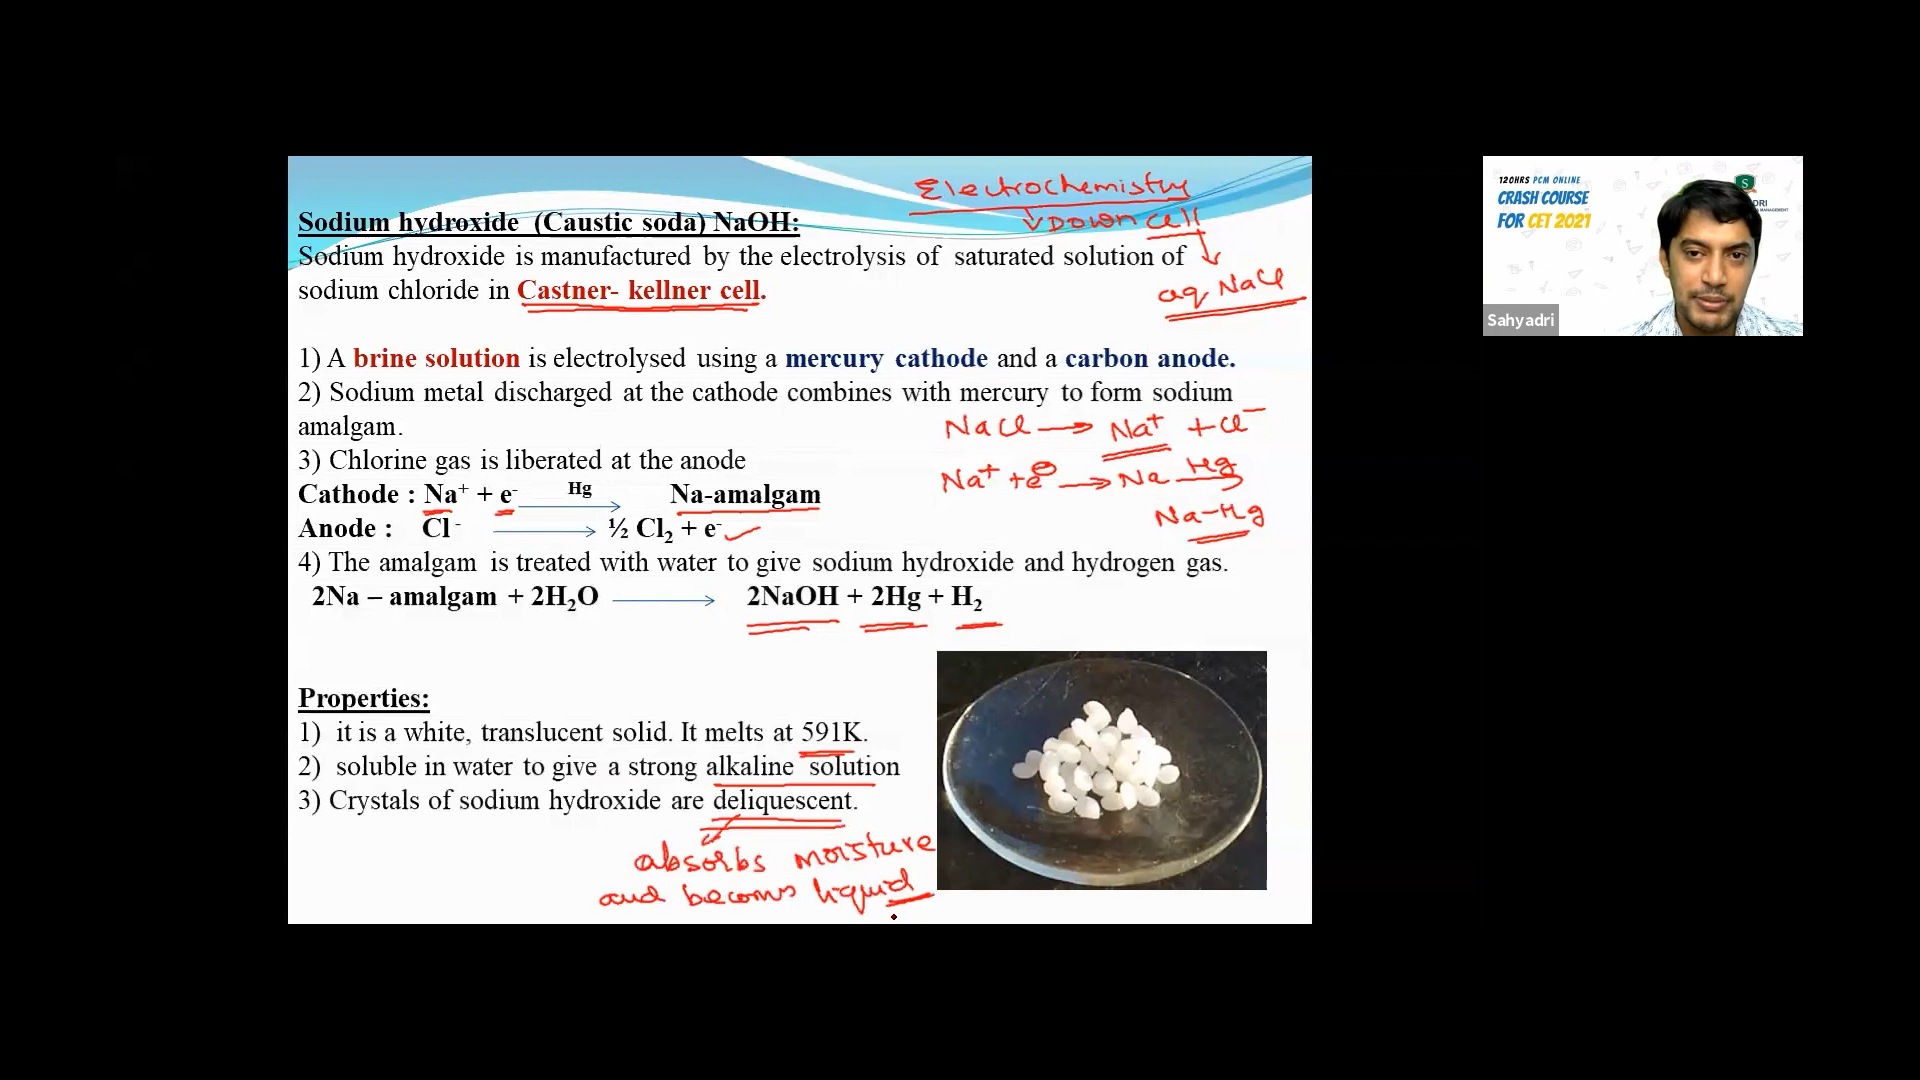 Electrochemistry
Down cell
aq NaCl
Sodium hydroxide (Caustic soda) NaOH:
Sodium hydroxide is manufactured by the electrolysis of saturated solution of
sodium chloride in Castner- kellner cell.
1) A brine solution is electrolysed using a mercury cathode and a carbon anode.
2) Sodium metal discharged at the cathode combines with mercury to form sodium
amalgam.
NaCl → Na⁺ + Cl⁻
3) Chlorine gas is liberated at the anode
Na⁺ + e⊖ → Na Hg →
Na-Hg
Cathode : Na⁺ + e⁻ Hg → Na-amalgam
Anode : Cl⁻ → ½ Cl₂ + e⁻
4) The amalgam is treated with water to give sodium hydroxide and hydrogen gas.
2Na – amalgam + 2H₂O → 2NaOH + 2Hg + H₂
Properties:
1) it is a white, translucent solid. It melts at 591K.
2) soluble in water to give a strong alkaline solution
3) Crystals of sodium hydroxide are deliquescent.
absorbs moisture
and becoms liquid
120HRS PCM ONLINE
CRASH COURSE
FOR CET 2021
S
DRI
MANAGEMENT
Sahyadri